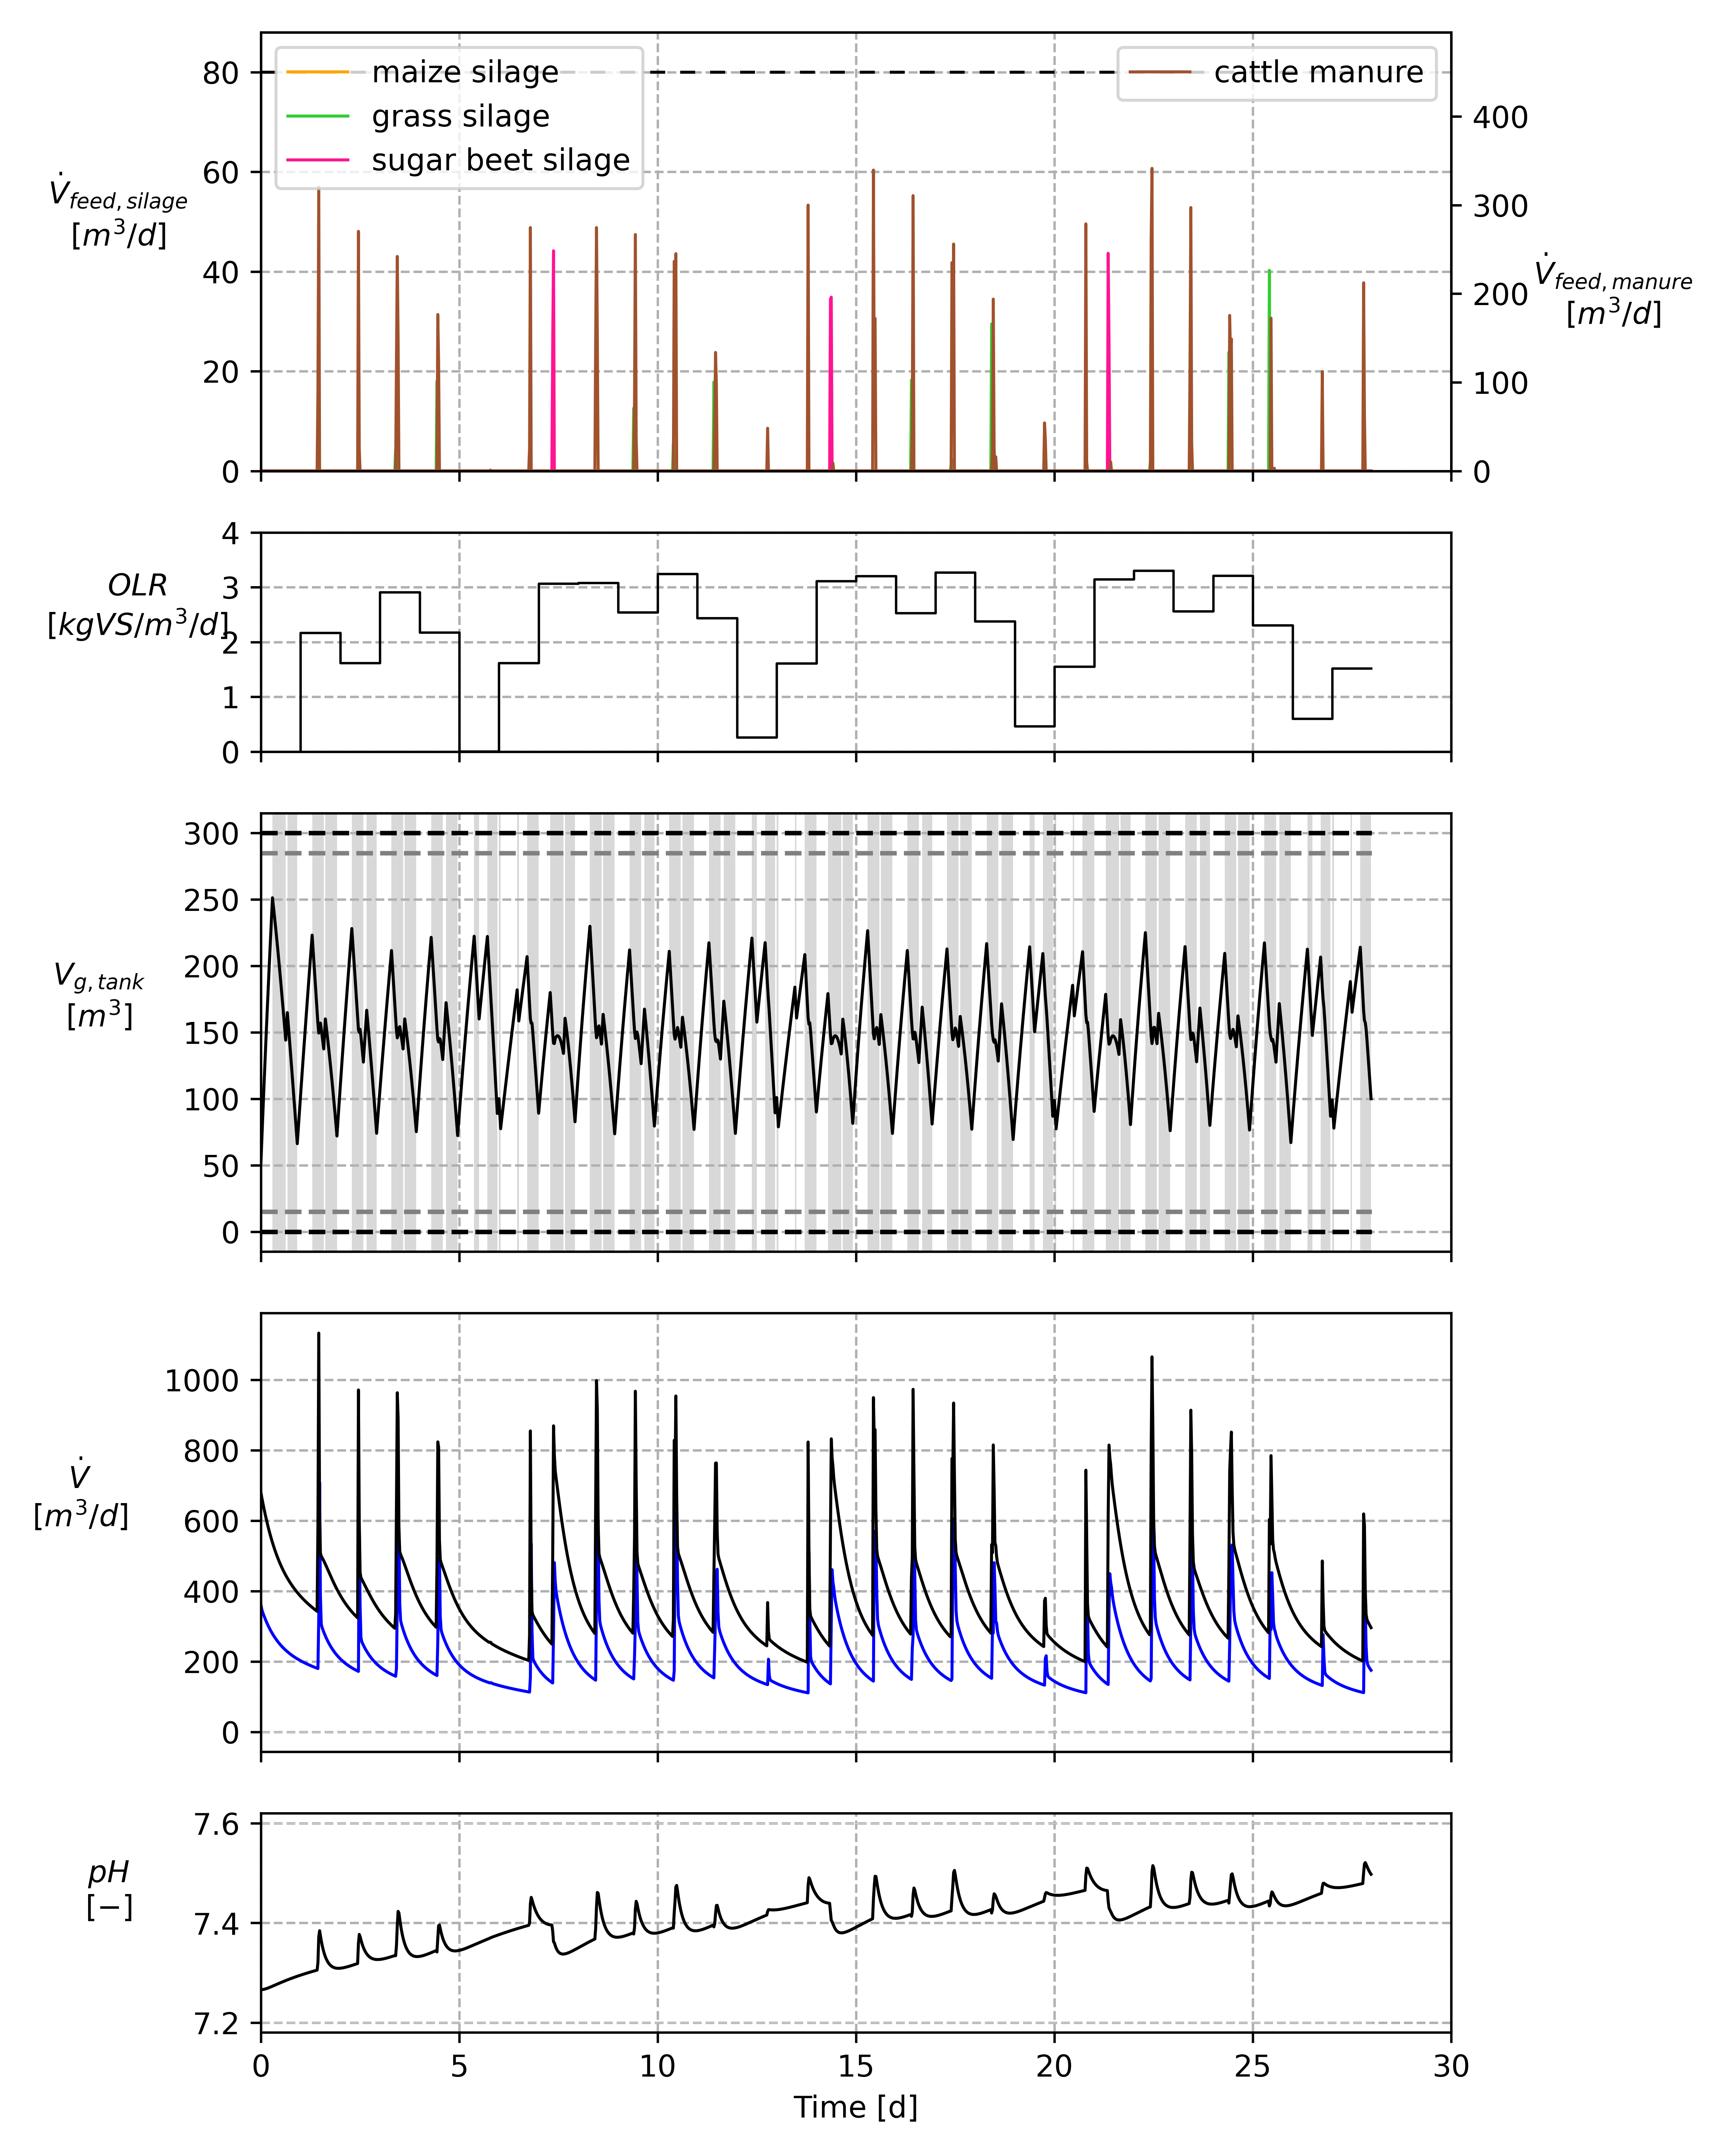 maize silage
grass silage
sugar beet silage
cattle manure
80
60
40
20
0
V̇feed, silage
[m³/d]
400
300
200
100
0
V̇feed, manure
[m³/d]
4
3
2
1
0
OLR
[kgVS/m³/d]
300
250
200
150
100
50
0
Vg, tank
[m³]
1000
800
600
400
200
0
V̇
[m³/d]
7.6
7.4
7.2
pH
[−]
0 5 10 15 20 25 30
Time [d]